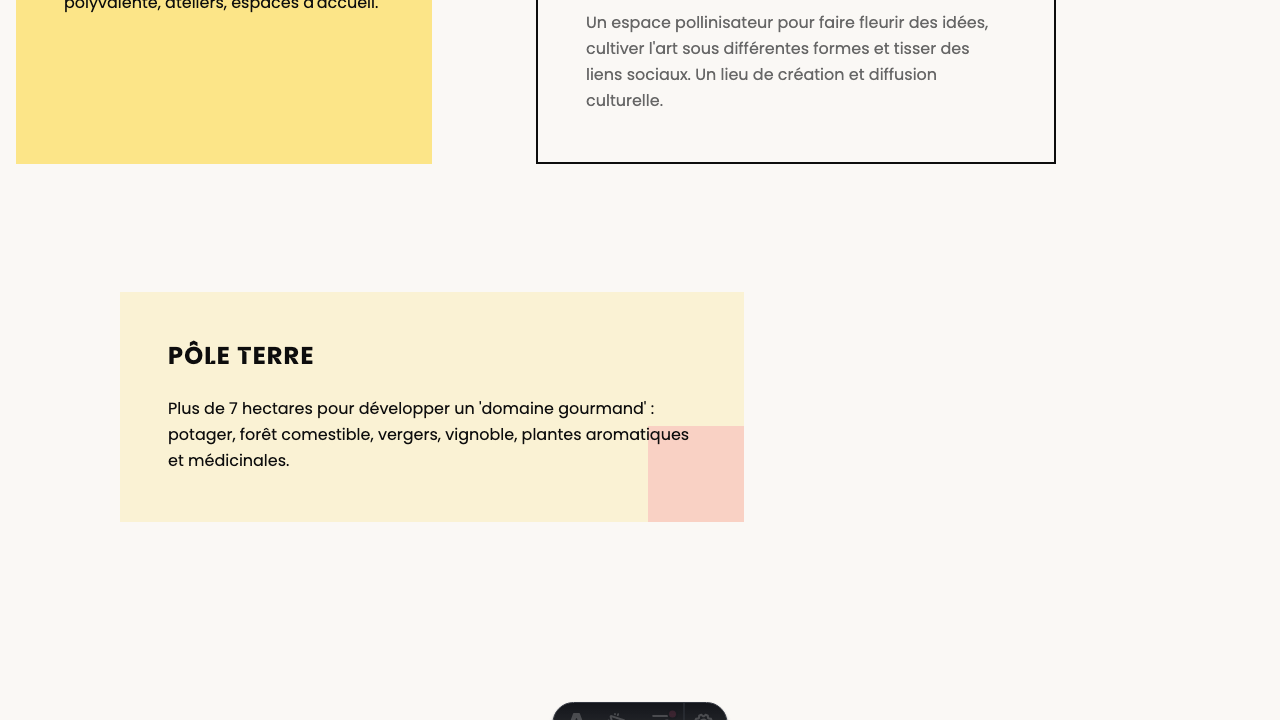 polyvalente, ateliers, espaces d'accueil.
Un espace pollinisateur pour faire fleurir des idées,
cultiver l'art sous différentes formes et tisser des
liens sociaux. Un lieu de création et diffusion
culturelle.
PÔLE TERRE
Plus de 7 hectares pour développer un 'domaine gourmand' :
potager, forêt comestible, vergers, vignoble, plantes aromatiques
et médicinales.